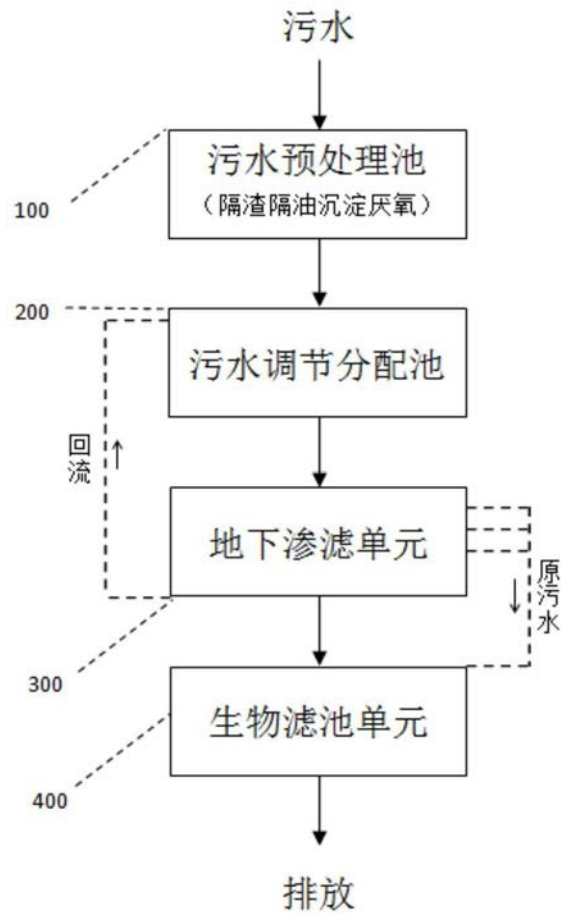 污水
污水预处理池
（隔渣隔油沉淀厌氧）
100
200
污水调节分配池
回流
地下渗滤单元
原污水
300
生物滤池单元
400
排放